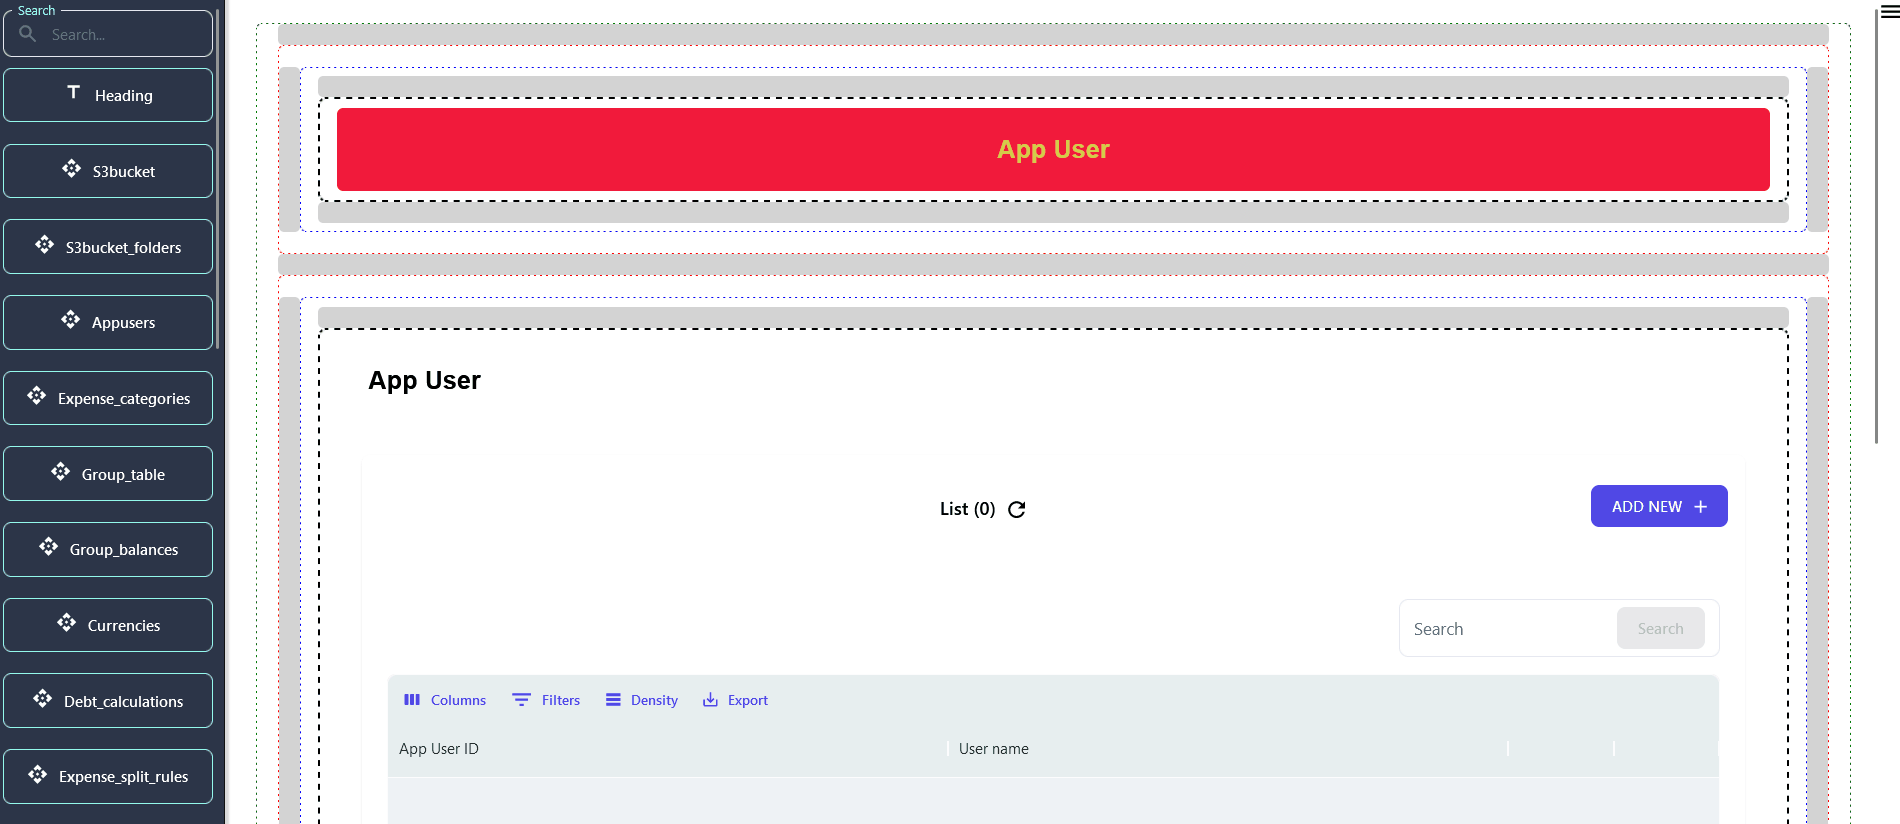 Search
Search...
Heading
S3bucket
S3bucket_folders
Appusers
Expense_categories
Group_table
Group_balances
Currencies
Debt_calculations
Expense_split_rules
App User
App User
List (0)
ADD NEW
Search Search
Columns Filters Density Export
App User ID User name